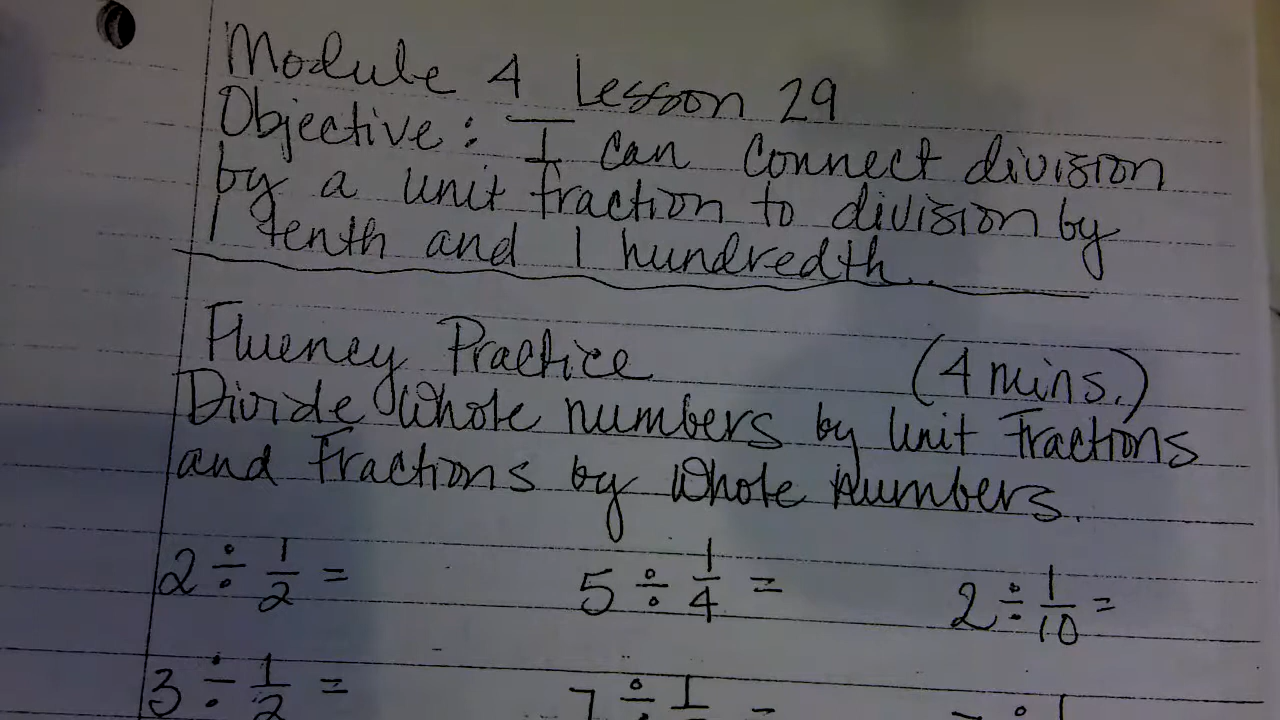 Module 4 Lesson 29
Objective: I can connect division
by a unit fraction to division by
1 tenth and 1 hundredth.
Fluency Practice (4 mins.)
Divide Whole numbers by Unit Fractions
and Fractions by Whole Numbers.
2 ÷ 1/2 = 5 ÷ 1/4 = 2 ÷ 1/10 =
3 ÷ 1/2 =